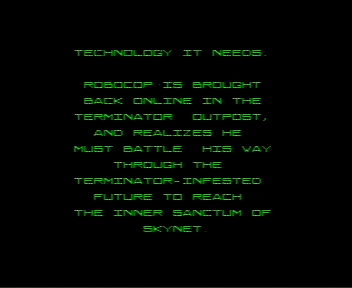 TECHNOLOGY IT NEEDS.
ROBOCOP IS BROUGHT
BACK ONLINE IN THE
TERMINATOR OUTPOST,
AND REALIZES HE
MUST BATTLE HIS WAY
THROUGH THE
TERMINATOR-INFESTED
FUTURE TO REACH
THE INNER SANCTUM OF
SKYNET